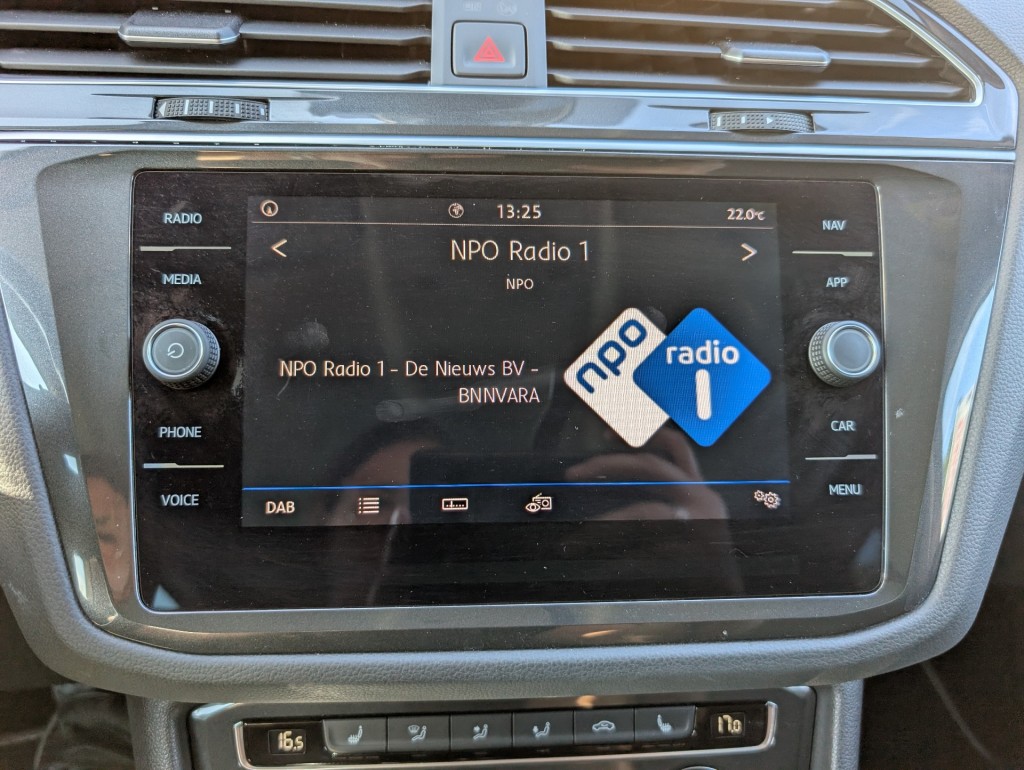 RADIO
MEDIA
PHONE
VOICE
13:25
22.0°C
< NPO Radio 1 >
NPO
NPO Radio 1 - De Nieuws BV -
BNNVARA
npo
radio
1
DAB
NAV
APP
CAR
MENU
16.5
17.0